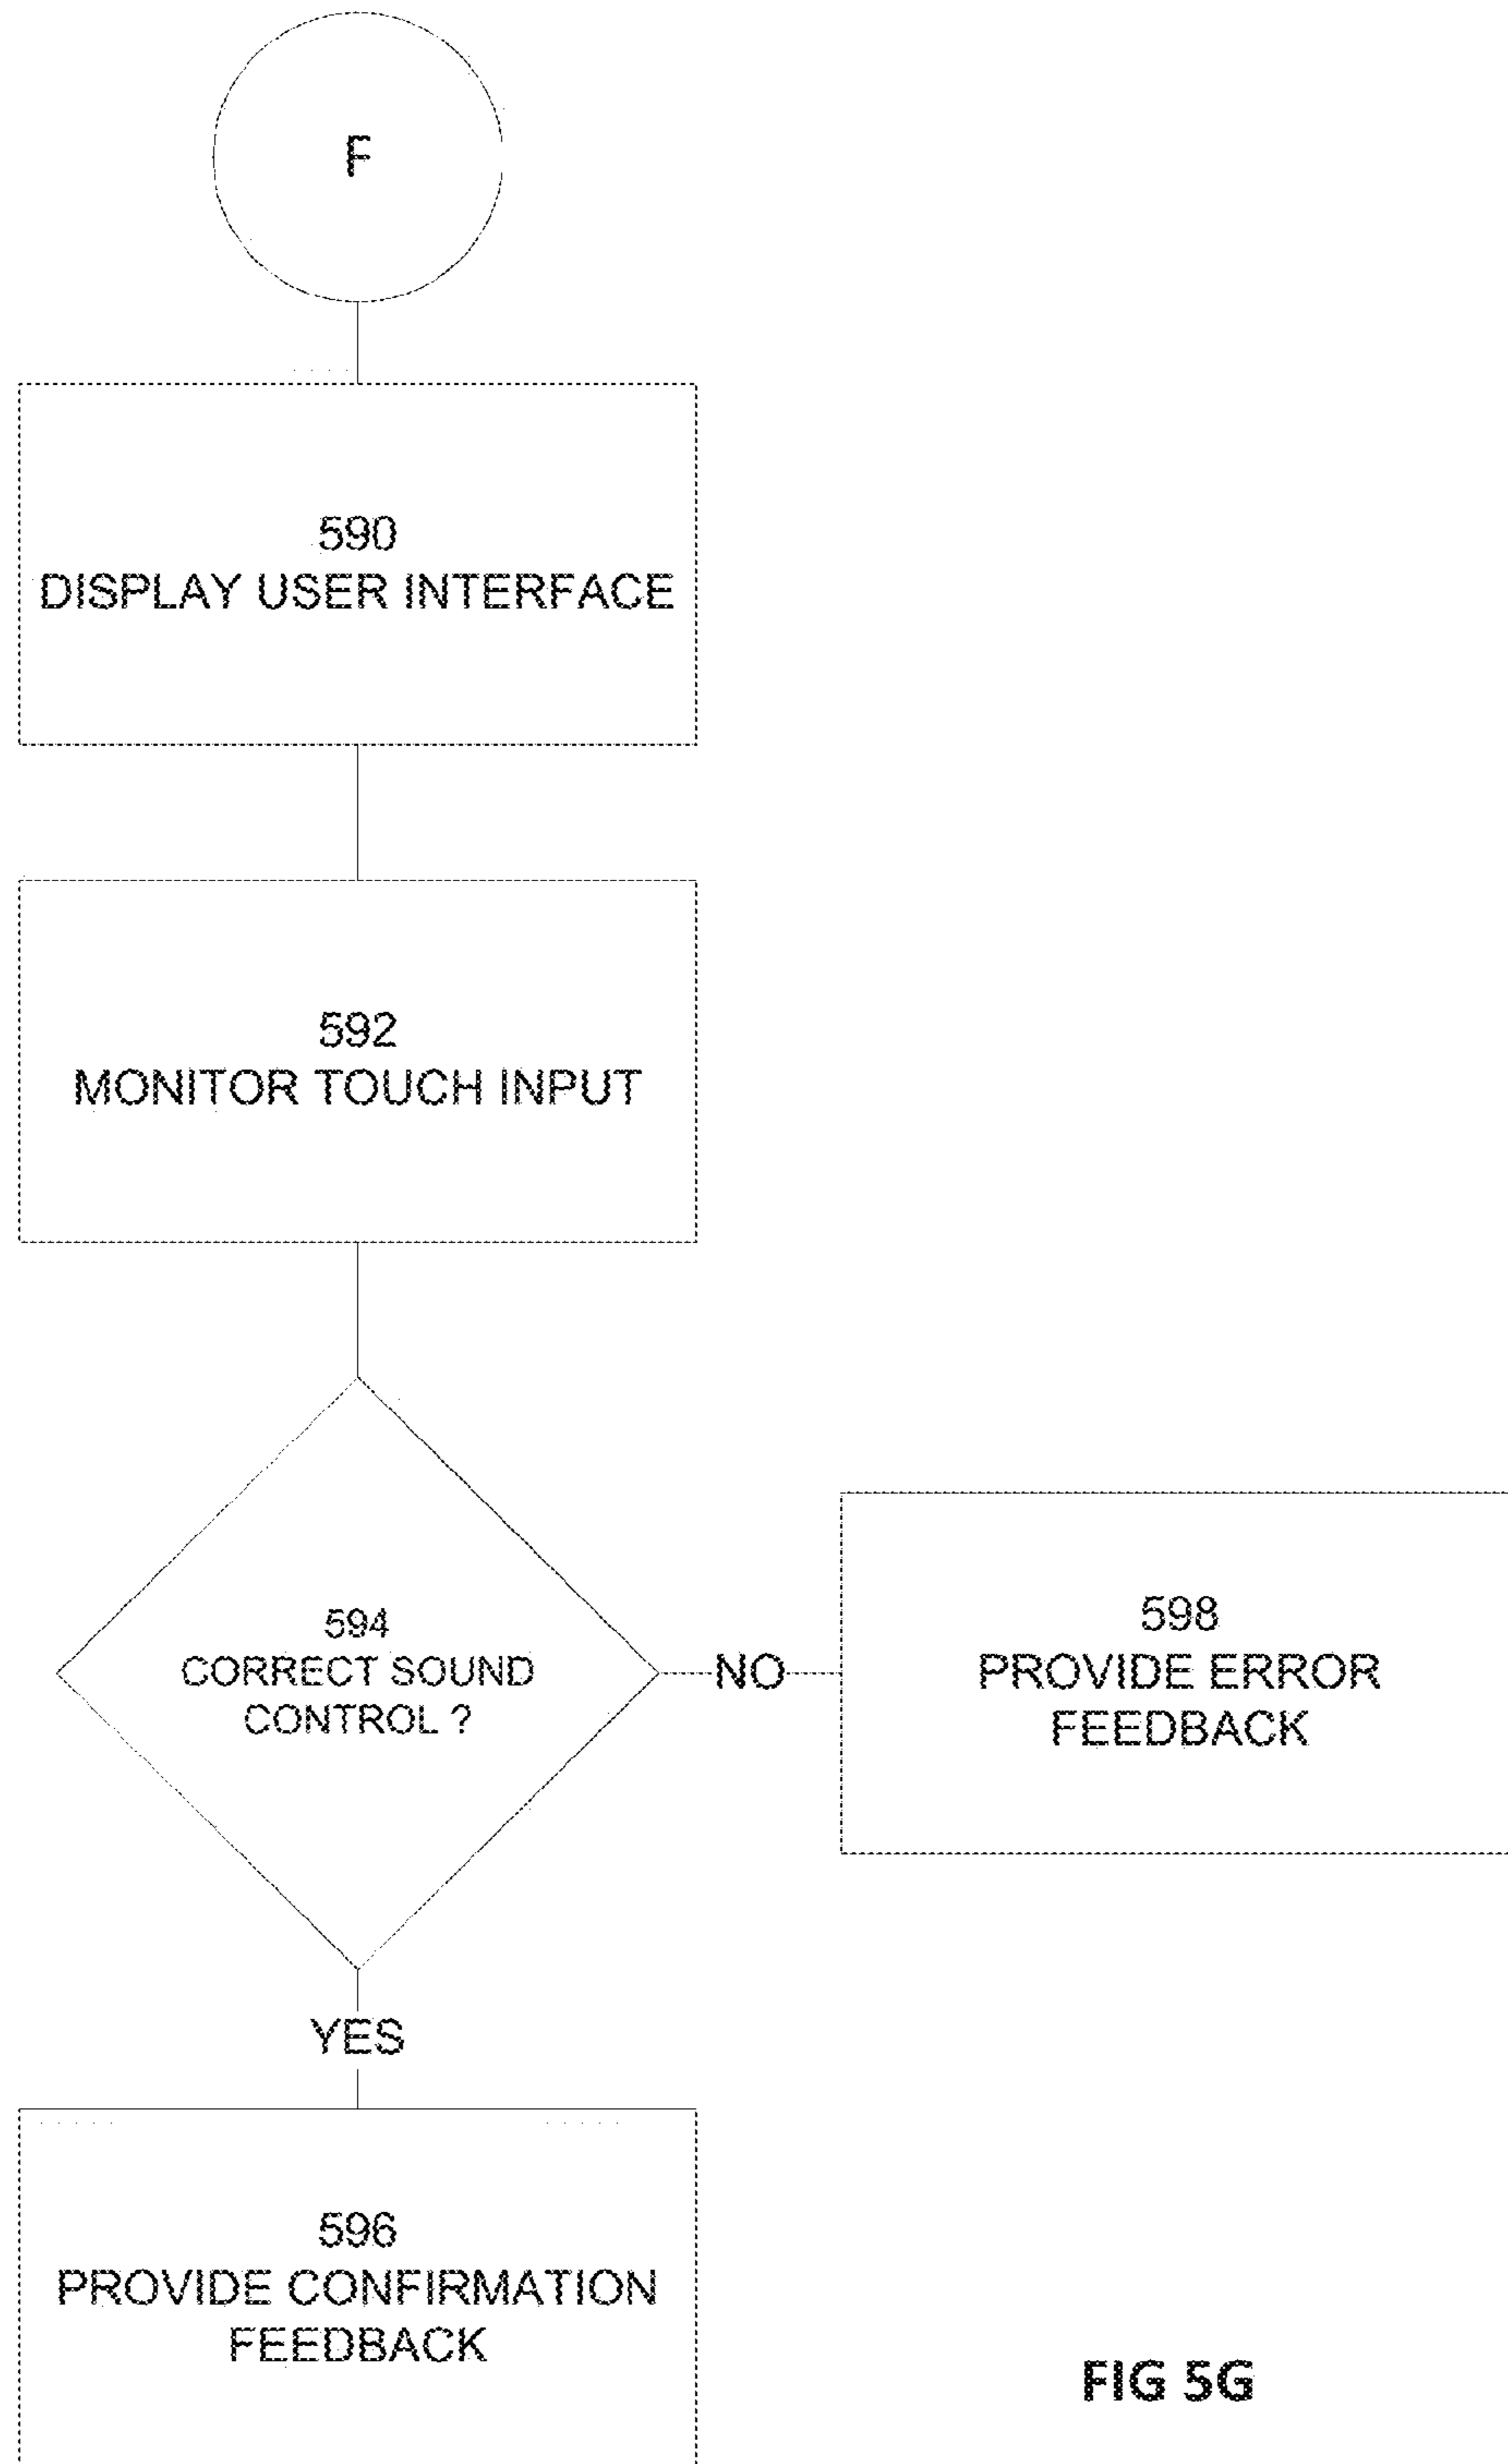 F
590
DISPLAY USER INTERFACE
592
MONITOR TOUCH INPUT
594
CORRECT SOUND
CONTROL ?
NO
598
PROVIDE ERROR
FEEDBACK
YES
596
PROVIDE CONFIRMATION
FEEDBACK
FIG 5G